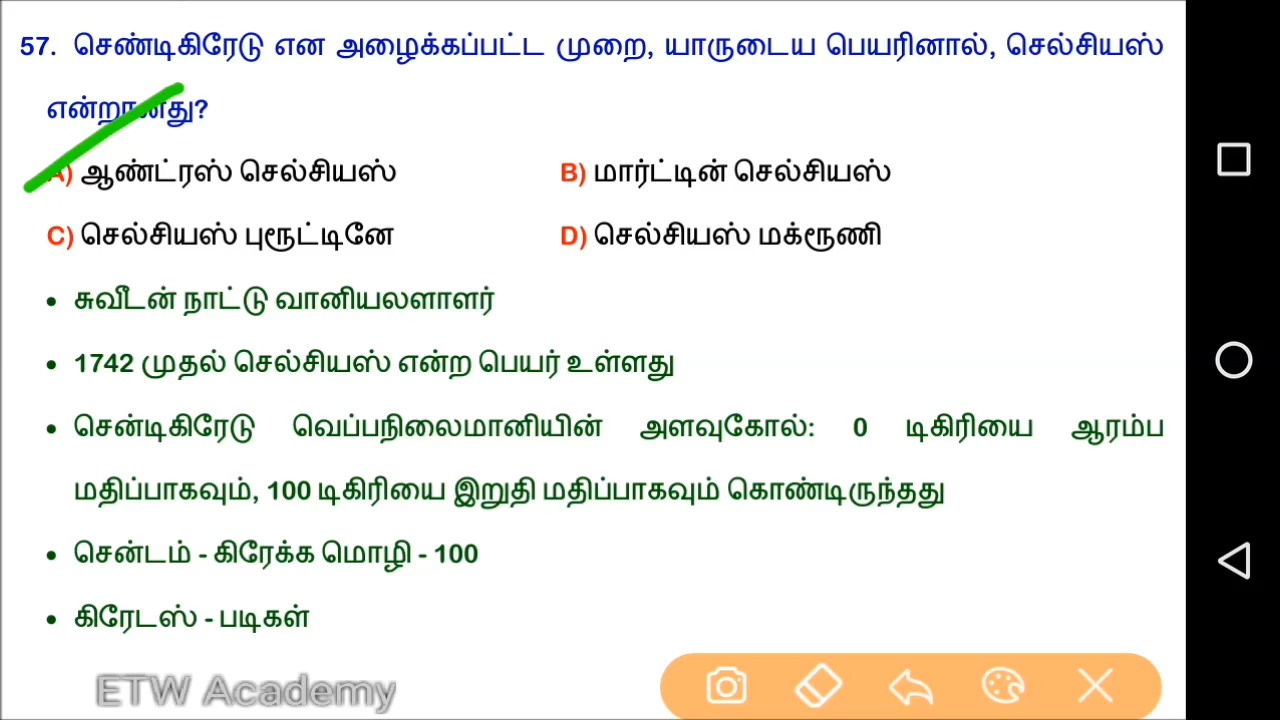 57. செண்டிகிரேடு என அழைக்கப்பட்ட முறை, யாருடைய பெயரினால், செல்சியஸ்
என்றானது?
A) ஆண்ட்ரஸ் செல்சியஸ் B) மார்ட்டின் செல்சியஸ்
C) செல்சியஸ் புரூட்டினே D) செல்சியஸ் மக்ரூணி
• சுவீடன் நாட்டு வானியலளாளர்
• 1742 முதல் செல்சியஸ் என்ற பெயர் உள்ளது
• சென்டிகிரேடு வெப்பநிலைமானியின் அளவுகோல்: 0 டிகிரியை ஆரம்ப
மதிப்பாகவும், 100 டிகிரியை இறுதி மதிப்பாகவும் கொண்டிருந்தது
• சென்டம் - கிரேக்க மொழி - 100
• கிரேடஸ் - படிகள்
ETW Academy